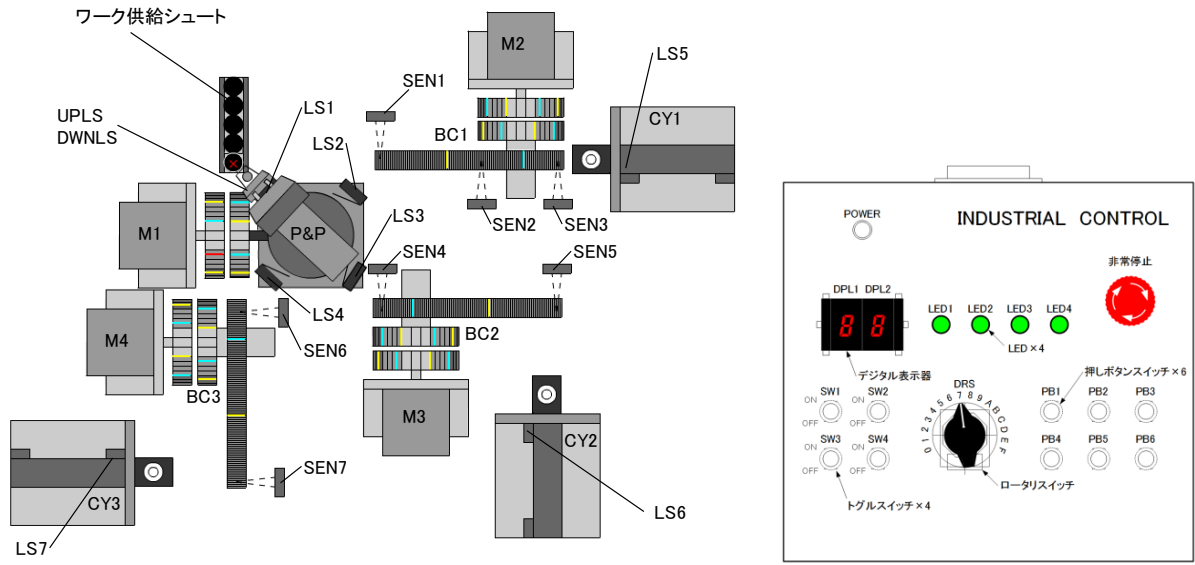 ワーク供給シュート
UPLS
DWNLS
LS1
LS2
LS3
LS4
P&P
M1
M4
SEN6
BC3
SEN7
CY3
LS7
SEN1
M2
LS5
BC1
CY1
SEN2
SEN3
SEN4
SEN5
BC2
M3
CY2
LS6
POWER
INDUSTRIAL CONTROL
非常停止
DPL1 DPL2
8 8
LED1 LED2 LED3 LED4
LED×4
デジタル表示器
押しボタンスイッチ×6
SW1 SW2
ON ON
OFF OFF
SW3 SW4
ON ON
OFF OFF
トグルスイッチ×4
DRS
0 1 2 3 4 5 6 7 8 9 A B C D E F
ロータリスイッチ
PB1 PB2 PB3
PB4 PB5 PB6